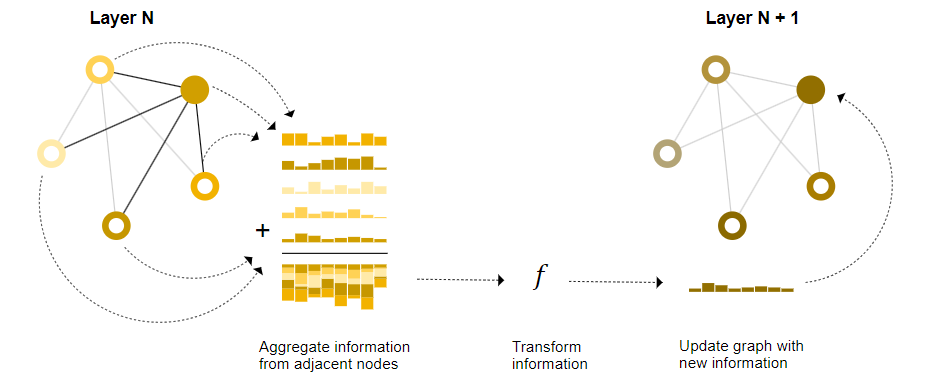 Layer N
Layer N + 1
+
f
Aggregate information
from adjacent nodes
Transform
information
Update graph with
new information